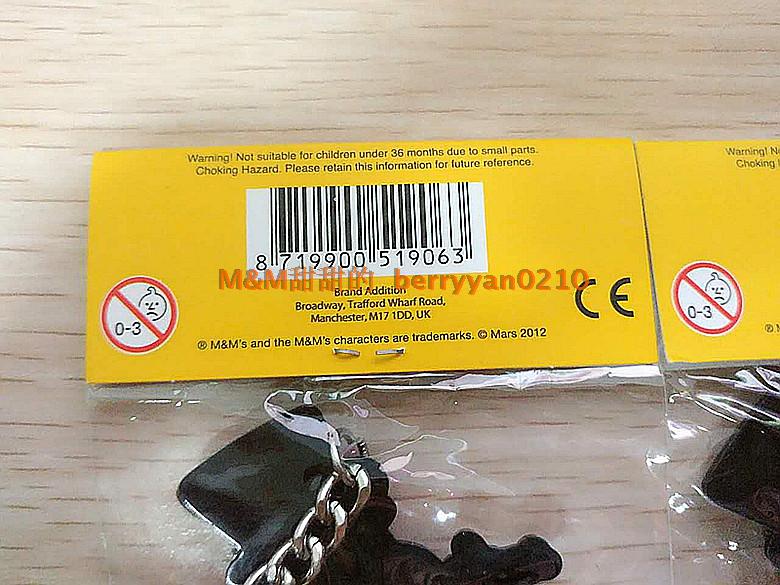 Warning! Not suitable for children under 36 months due to small parts.
Choking Hazard. Please retain this information for future reference.
8 719900 519063
M&M甜甜的_berryyan0210
Brand Addition
Broadway, Trafford Wharf Road,
Manchester, M17 1DD, UK
CE
0-3
® M&M's and the M&M's characters are trademarks. © Mars 2012
Warning! N
Choking
0-3